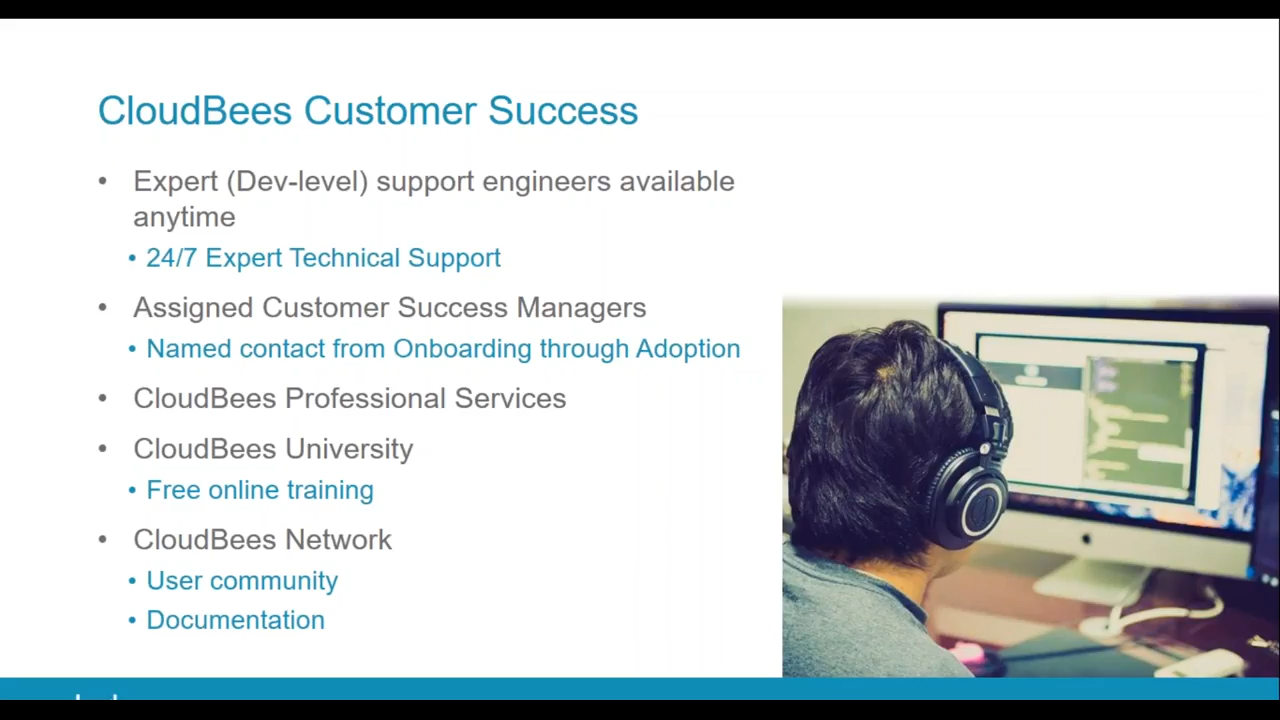 CloudBees Customer Success
• Expert (Dev-level) support engineers available
anytime
• 24/7 Expert Technical Support
• Assigned Customer Success Managers
• Named contact from Onboarding through Adoption
• CloudBees Professional Services
• CloudBees University
• Free online training
• CloudBees Network
• User community
• Documentation